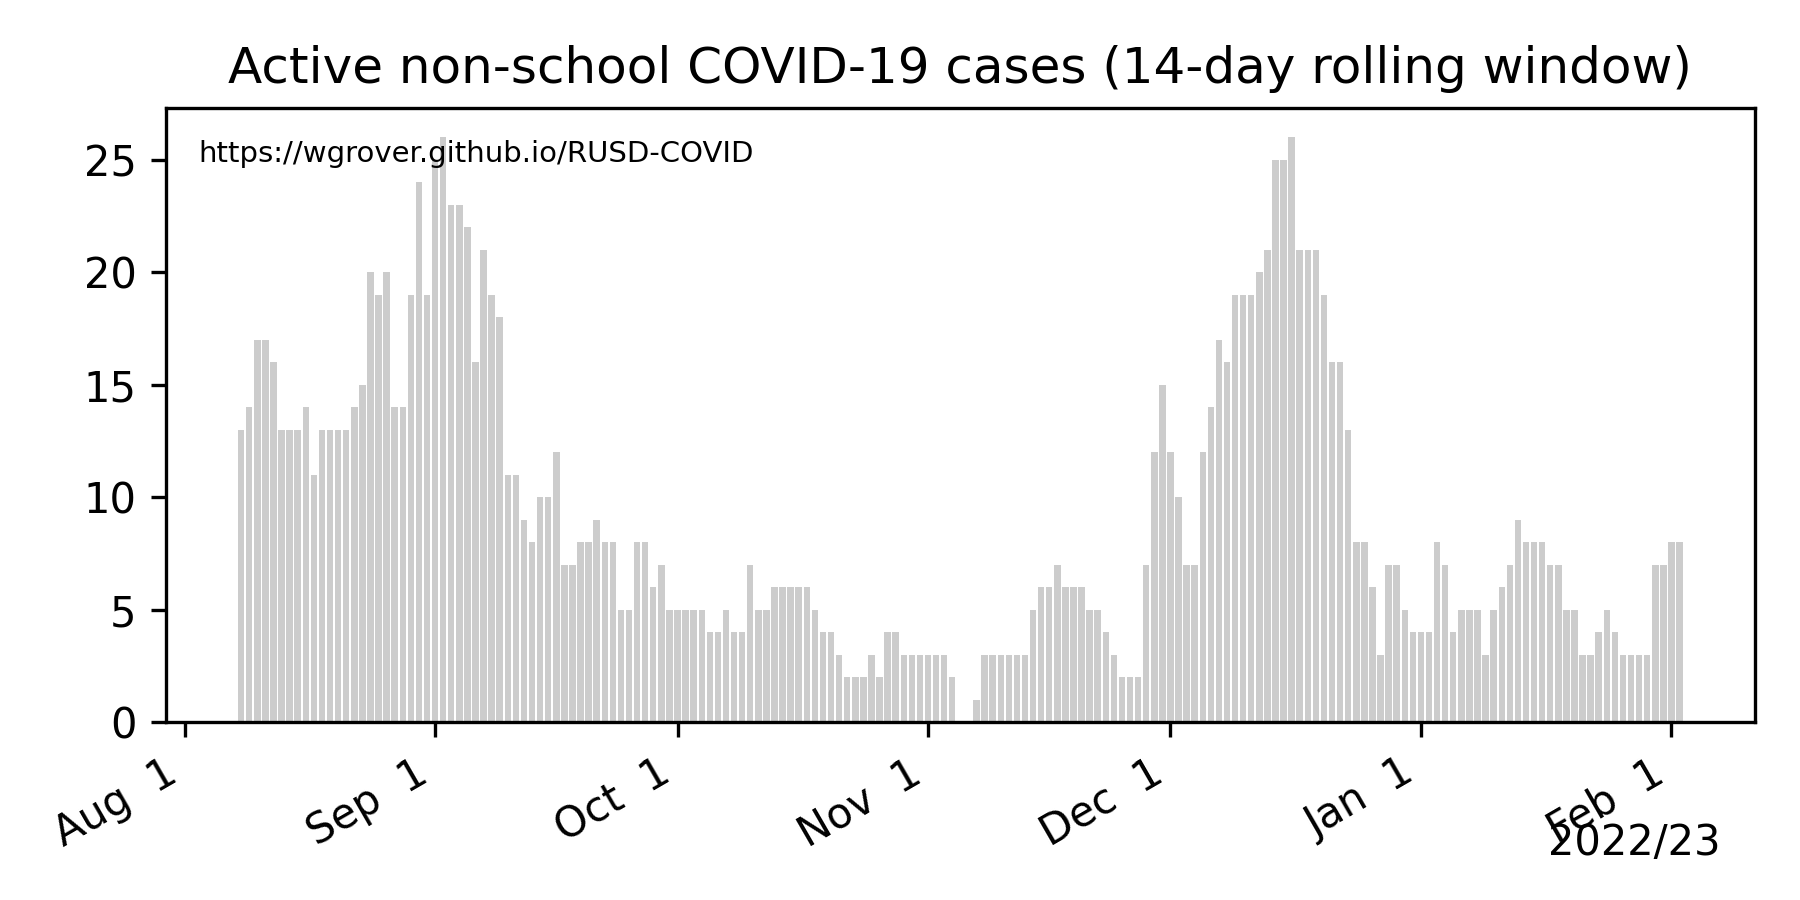 Active non-school COVID-19 cases (14-day rolling window)
https://wgrover.github.io/RUSD-COVID
25
20
15
10
5
0
Aug 1
Sep 1
Oct 1
Nov 1
Dec 1
Jan 1
Feb 1
2022/23